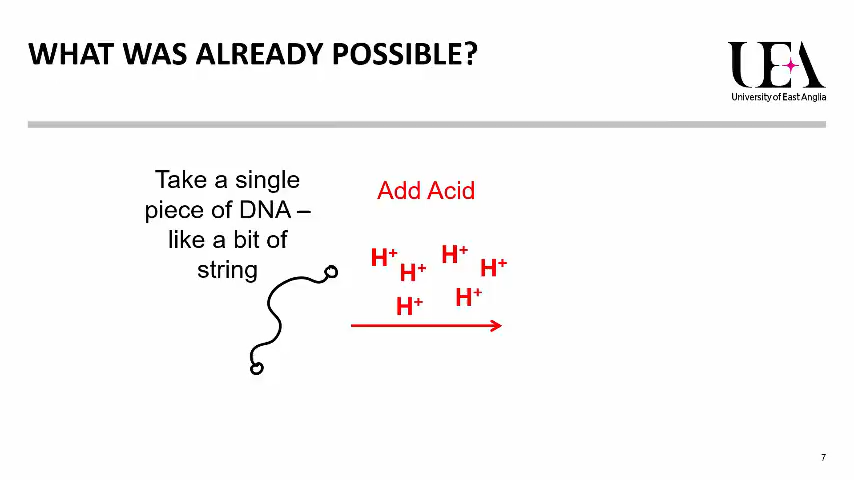 WHAT WAS ALREADY POSSIBLE?
UEA
University of East Anglia
Take a single
piece of DNA –
like a bit of
string
Add Acid
H+
H+
H+
H+
H+
H+
7